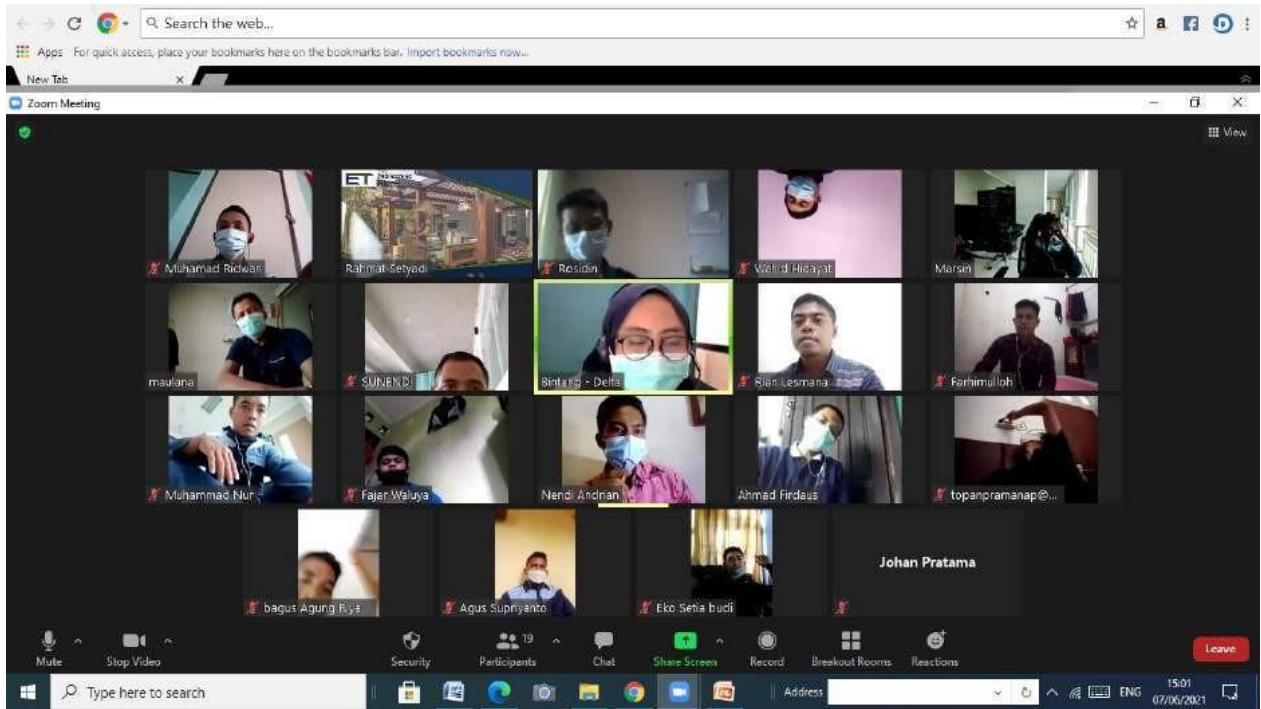 Search the web...
a
Apps For quick access, place your bookmarks here on the bookmarks bar. Import bookmarks now...
New Tab
Zoom Meeting
View
ET
Muhamad Ridwan
Rahmat Setyadi
Rosidin
Wahid Hidayat
Marsin
maulana
SUNENDI
Bintang - Delta
Rian Lesmana
Farhimulloh
Muhammad Nur
Fajar Waluya
Nendi Andrian
Ahmad Firdaus
topanpramanap@...
bagus Agung
Agus Supriyanto
Eko Setia budi
Johan Pratama
Mute
Stop Video
Security
19
Participants
Chat
Share Screen
Record
Breakout Rooms
Reactions
Leave
Type here to search
Address
ENG
15:01
07/06/2021